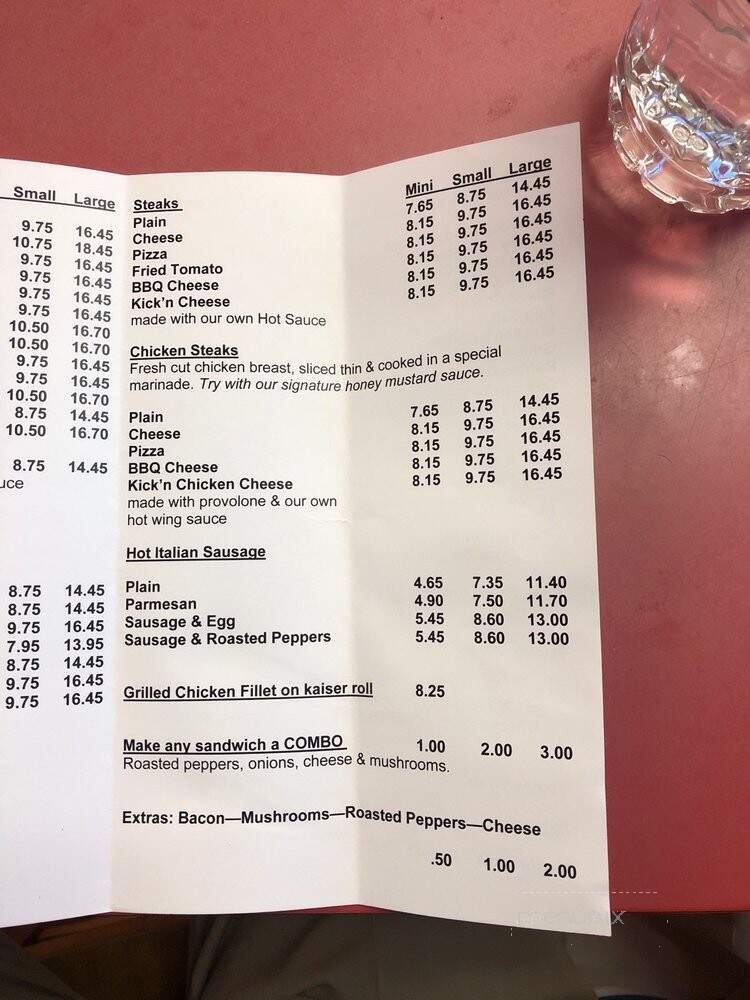 Small Large
9.75 16.45
10.75 18.45
9.75 16.45
9.75 16.45
9.75 16.45
9.75 16.45
10.50 16.70
10.50 16.70
9.75 16.45
9.75 16.45
10.50 16.70
8.75 14.45
10.50 16.70
8.75 14.45
uce
8.75 14.45
8.75 14.45
9.75 16.45
7.95 13.95
8.75 14.45
9.75 16.45
9.75 16.45
Steaks Mini Small Large
Plain 7.65 8.75 14.45
Cheese 8.15 9.75 16.45
Pizza 8.15 9.75 16.45
Fried Tomato 8.15 9.75 16.45
BBQ Cheese 8.15 9.75 16.45
Kick'n Cheese 8.15 9.75 16.45
made with our own Hot Sauce
Chicken Steaks
Fresh cut chicken breast, sliced thin & cooked in a special
marinade. Try with our signature honey mustard sauce.
Plain 7.65 8.75 14.45
Cheese 8.15 9.75 16.45
Pizza 8.15 9.75 16.45
BBQ Cheese 8.15 9.75 16.45
Kick'n Chicken Cheese 8.15 9.75 16.45
made with provolone & our own
hot wing sauce
Hot Italian Sausage
Plain 4.65 7.35 11.40
Parmesan 4.90 7.50 11.70
Sausage & Egg 5.45 8.60 13.00
Sausage & Roasted Peppers 5.45 8.60 13.00
Grilled Chicken Fillet on kaiser roll 8.25
Make any sandwich a COMBO 1.00 2.00 3.00
Roasted peppers, onions, cheese & mushrooms.
Extras: Bacon—Mushrooms—Roasted Peppers—Cheese
.50 1.00 2.00